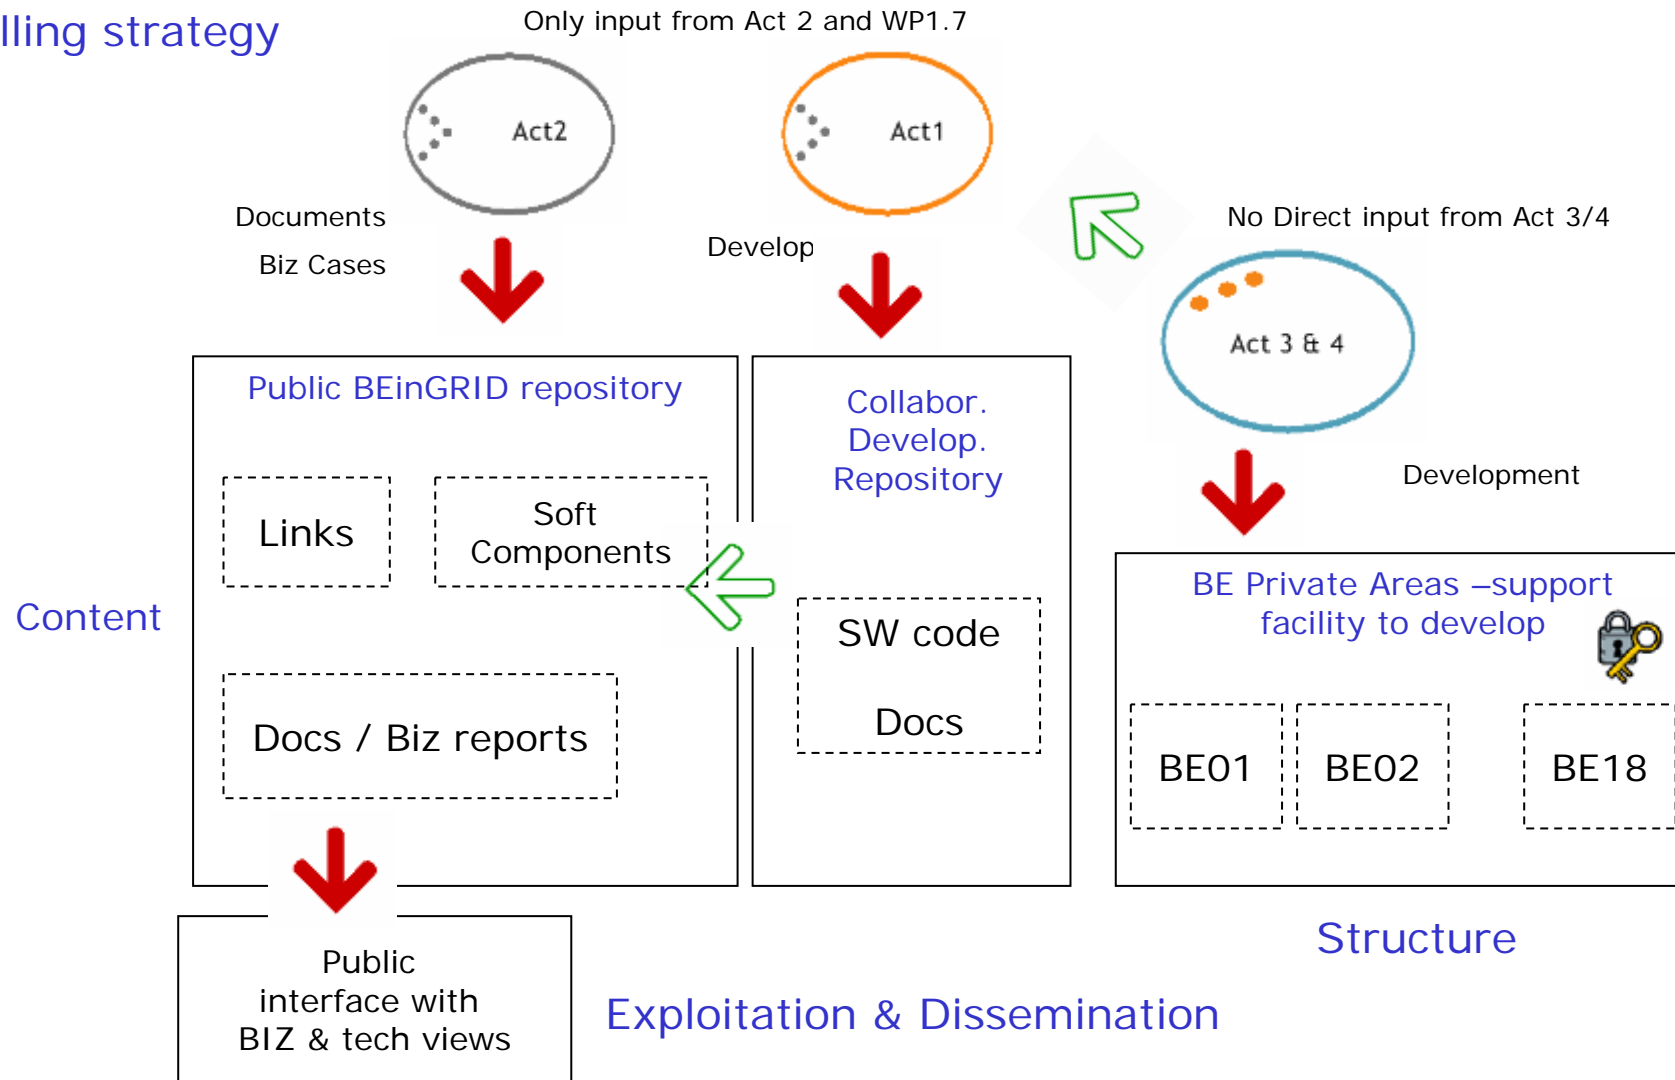 lling strategy
Only input from Act 2 and WP1.7
Act2
Act1
Documents
Biz Cases
Develop
No Direct input from Act 3/4
Act 3 & 4
Development
Public BEinGRID repository
Links
Soft
Components
Docs / Biz reports
Collabor.
Develop.
Repository
SW code
Docs
BE Private Areas –support
facility to develop
BE01
BE02
BE18
Content
Structure
Public
interface with
BIZ & tech views
Exploitation & Dissemination